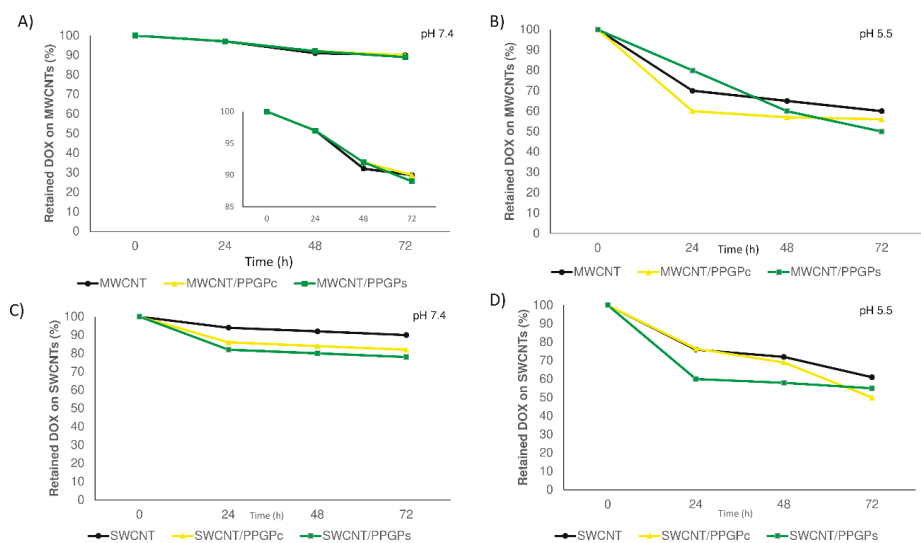 A)
pH 7.4
Retained DOX on MWCNTs (%)
100
90
80
70
60
50
40
30
20
10
0
100
95
90
85
0 24 48 72
0 24 48 72
Time (h)
MWCNT MWCNT/PPGPc MWCNT/PPGPs
B)
pH 5.5
Retained DOX on MWCNTs (%)
100
90
80
70
60
50
40
30
20
10
0
0 24 48 72
Time (h)
MWCNT MWCNT/PPGPc MWCNT/PPGPs
C)
pH 7.4
Retained DOX on SWCNTs (%)
100
90
80
70
60
50
40
30
20
10
0
0 24 48 72
Time (h)
SWCNT SWCNT/PPGPc SWCNT/PPGPs
D)
pH 5.5
Retained DOX on SWCNTs (%)
100
90
80
70
60
50
40
30
20
10
0
0 24 48 72
Time (h)
SWCNT SWCNT/PPGPc SWCNT/PPGPs